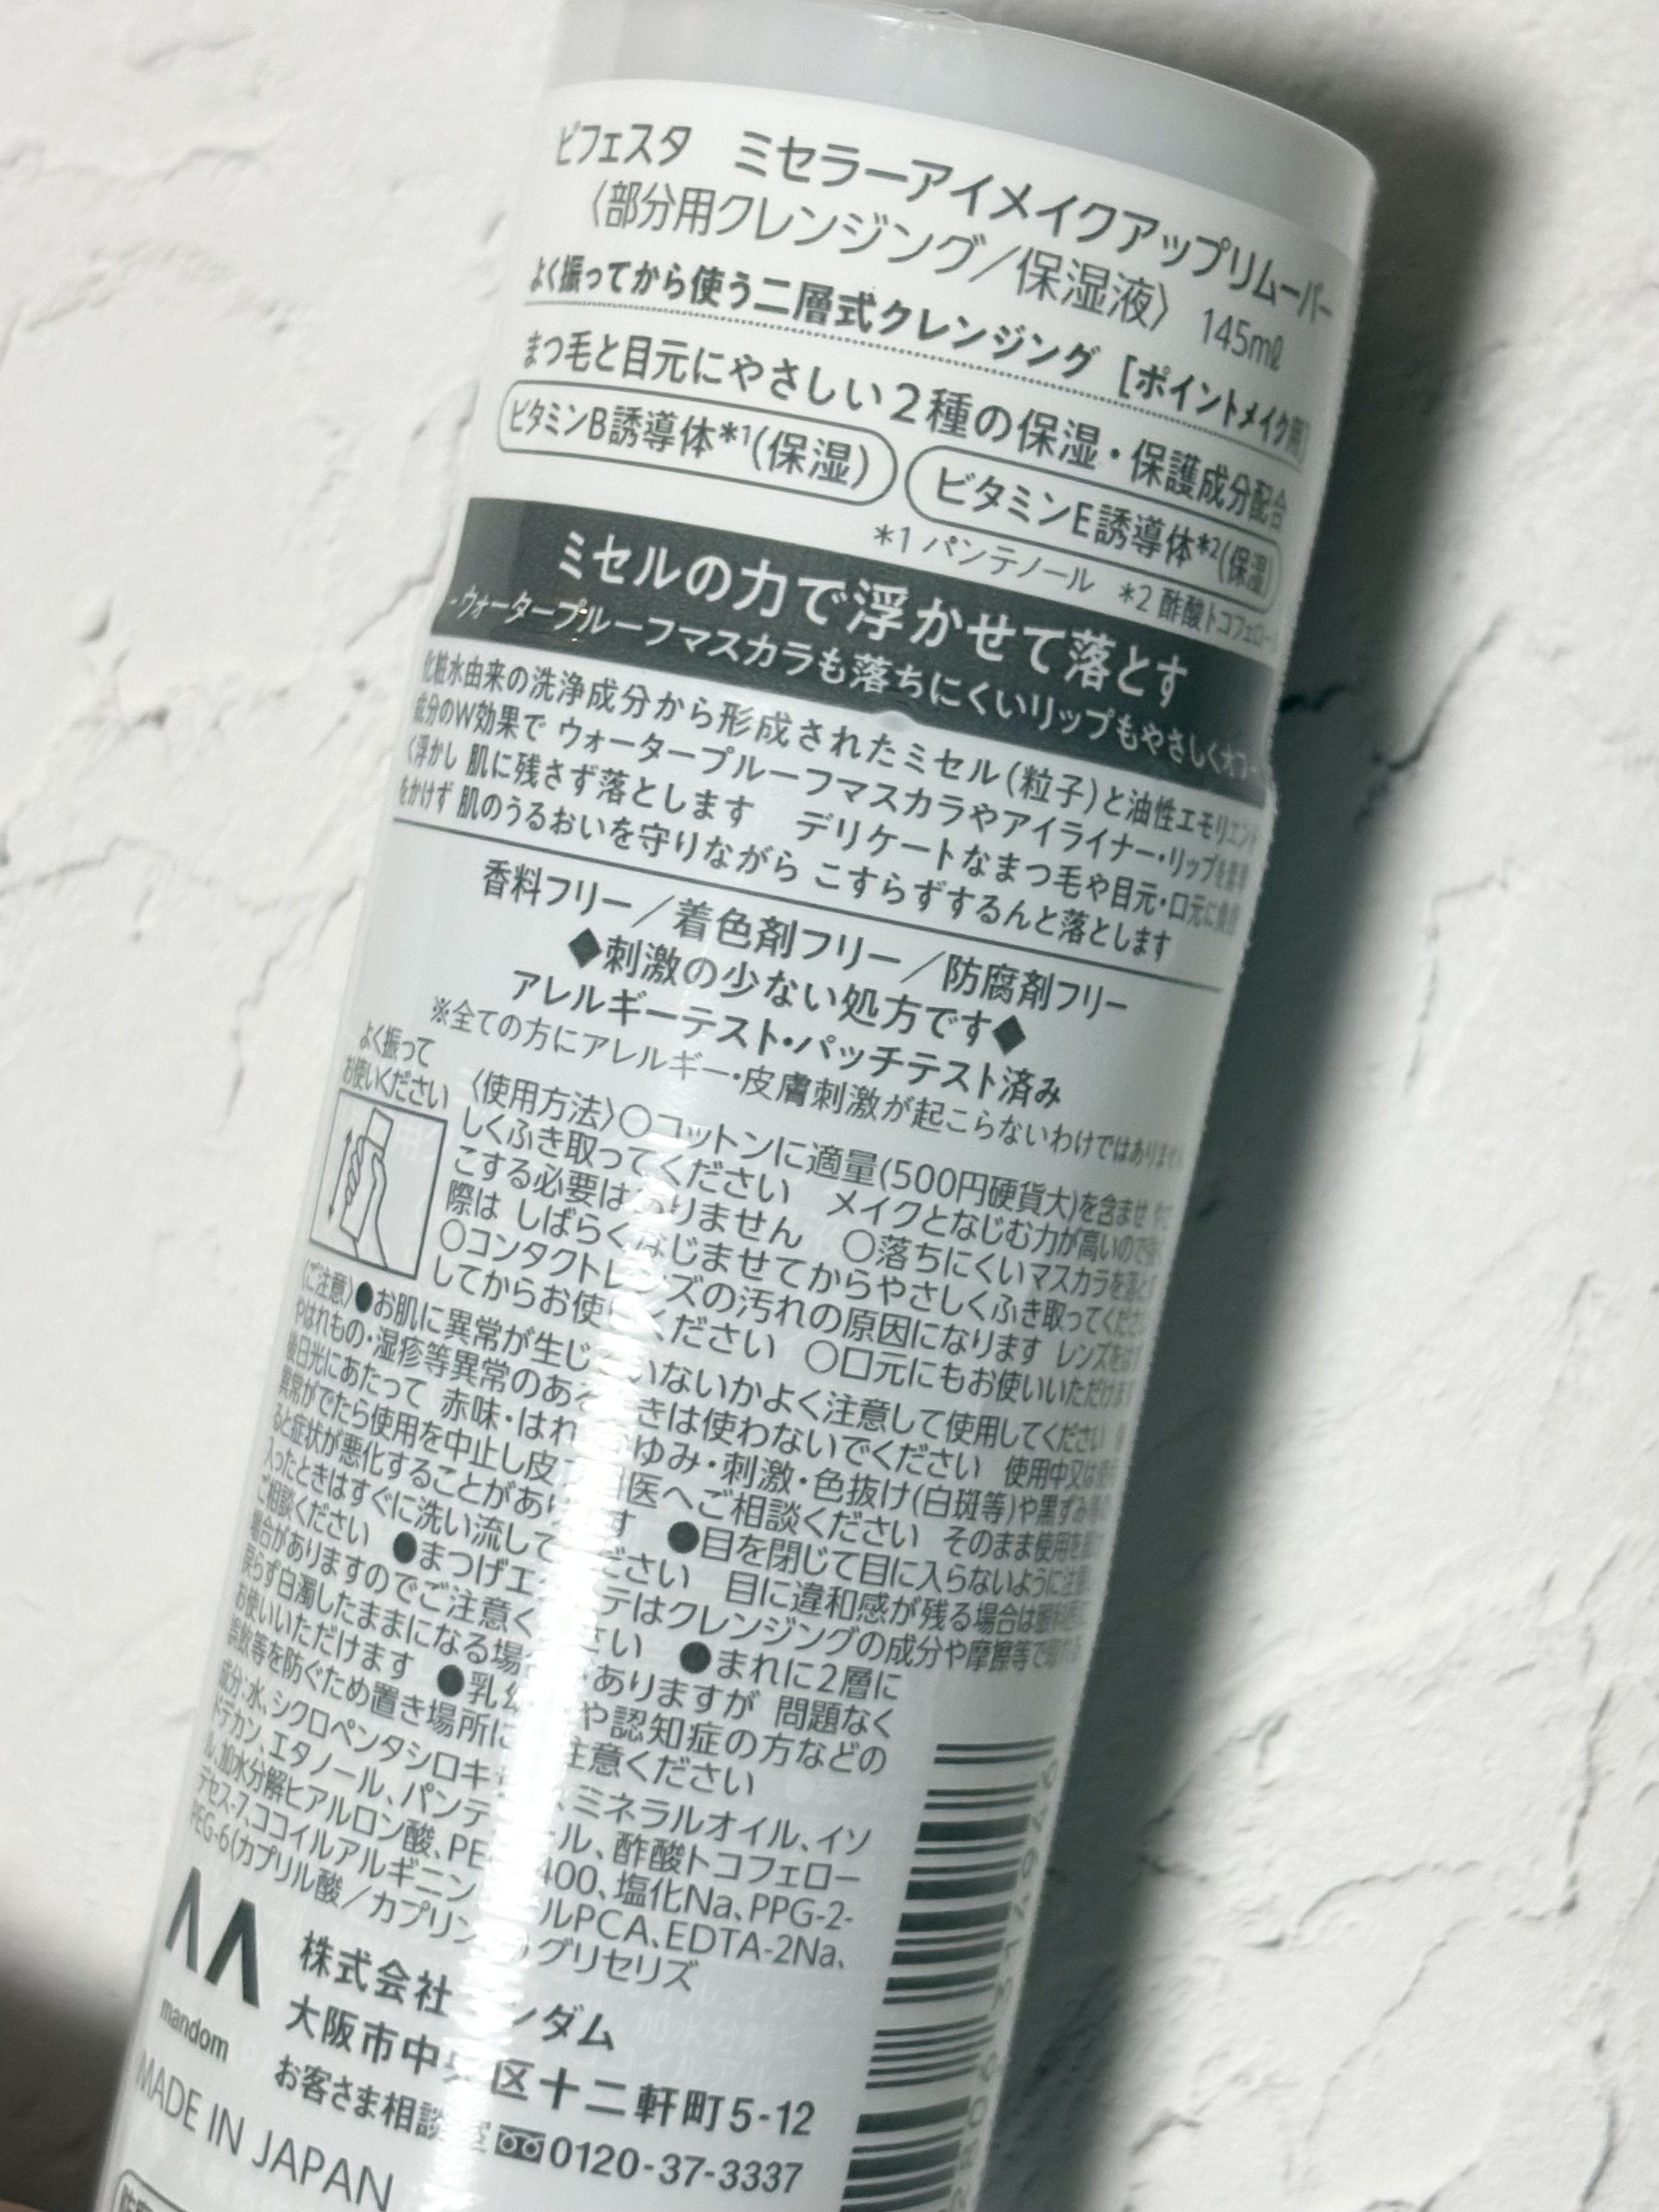 ビフェスタ ミセラーアイメイクアップリムーバー
〈部分用クレンジング／保湿液〉 145mℓ
よく振ってから使う二層式クレンジング［ポイントメイク用］
まつ毛と目元にやさしい2種の保湿・保護成分配合
ビタミンB誘導体*1(保湿) ビタミンE誘導体*2(保湿)
*1 パンテノール *2 酢酸トコフェロール
ミセルの力で浮かせて落とす
-ウォータープルーフマスカラも落ちにくいリップもやさしくオフ-
化粧水由来の洗浄成分から形成されたミセル(粒子)と油性エモリエント
成分のW効果で ウォータープルーフマスカラやアイライナー・リップを素早
く浮かし 肌に残さず落とします デリケートなまつ毛や目元・口元に負担
をかけず 肌のうるおいを守りながら こすらずするんと落とします
香料フリー／着色剤フリー／防腐剤フリー
◆刺激の少ない処方です◆
アレルギーテスト・パッチテスト済み
※全ての方にアレルギー・皮膚刺激が起こらないわけではありません
よく振って
お使いください
〈使用方法〉○コットンに適量(500円硬貨大)を含ませ
しくふき取ってください メイクとなじむ力が高いので
こする必要はありません ○落ちにくいマスカラを落とす
際は しばらくなじませてからやさしくふき取ってください
○コンタクトレンズの汚れの原因になります レンズをはず
してからお使いください ○口元にもお使いいただけます
(ご注意)●お肌に異常が生じていないかよく注意して使用してください
やはれもの・湿疹等異常のあるときは使わないでください 使用中又は使用
後日光にあたって 赤味・はれ・かゆみ・刺激・色抜け(白斑等)や黒ずみ等の
異常がでたら使用を中止し皮フ科医へご相談ください そのまま使用を続け
ると症状が悪化することがあります ●目を閉じて目に入らないように注意
入ったときはすぐに洗い流してください 目に違和感が残る場合は眼科医に
ご相談ください ●まつげエクステはクレンジングの成分や摩擦等で取れる
場合がありますのでご注意ください ●まれに2層に
戻らず白濁したままになる場合がありますが 問題なく
お使いいただけます ●乳幼児や認知症の方などの
誤飲等を防ぐため置き場所にご注意ください
成分:水、シクロペンタシロキサン、ミネラルオイル、イソ
ドデカン、エタノール、パンテノール、酢酸トコフェロー
ル、加水分解ヒアルロン酸、PEG-400、塩化Na、PPG-2-
デセス-7、ココイルアルギニンエチルPCA、EDTA-2Na、
PEG-6(カプリル酸／カプリン酸)グリセリズ
mandom
株式会社マンダム
大阪市中央区十二軒町5-12
お客さま相談室 0120-37-3337
MADE IN JAPAN